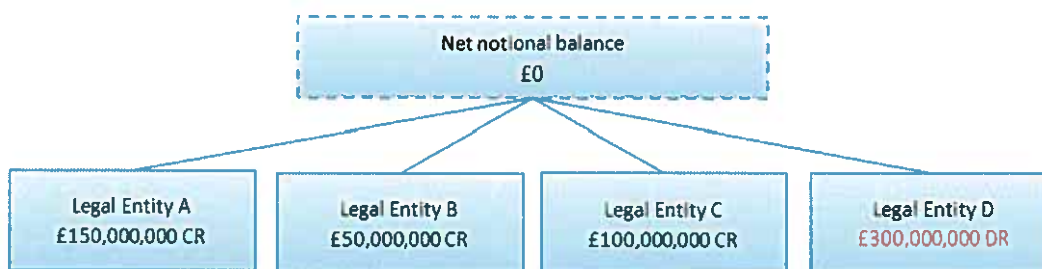 Net notional balance
£0
Legal Entity A
£150,000,000 CR
Legal Entity B
£50,000,000 CR
Legal Entity C
£100,000,000 CR
Legal Entity D
£300,000,000 DR